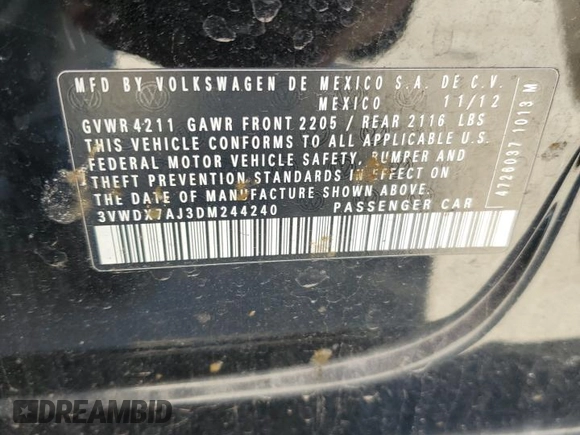 MFD BY VOLKSWAGEN DE MEXICO S.A. DE C.V.
MEXICO 11/12
GVWR 4211 GAWR FRONT 2205 / REAR 2116 LBS
THIS VEHICLE CONFORMS TO ALL APPLICABLE U.S.
FEDERAL MOTOR VEHICLE SAFETY, BUMPER AND
THEFT PREVENTION STANDARDS IN EFFECT ON
THE DATE OF MANUFACTURE SHOWN ABOVE.
3VWDX7AJ3DM244240 PASSENGER CAR
4726037 1013 M
DREAMBID